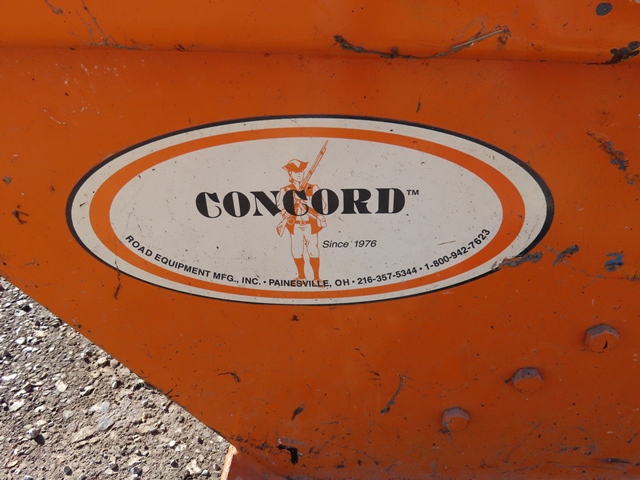 CONCORD™
Since 1976
ROAD EQUIPMENT MFG., INC. • PAINESVILLE, OH • 216-357-5344 • 1-800-942-7623